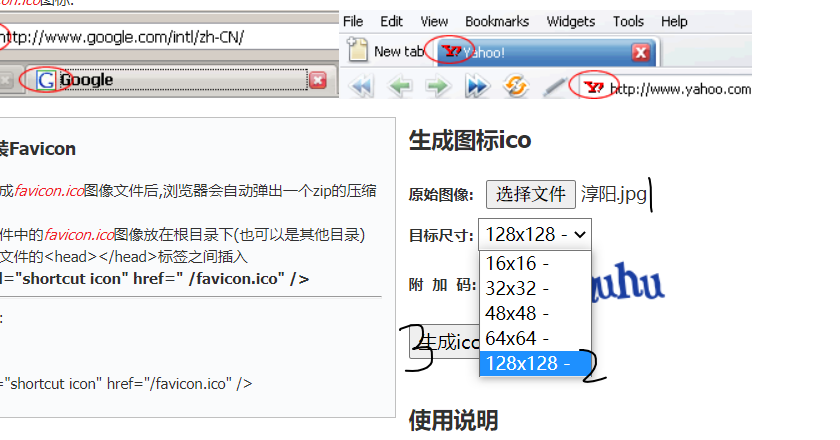 con.ico图标.
http://www.google.com/intl/zh-CN/
Google
File Edit View Bookmarks Widgets Tools Help
New tab Yahoo!
http://www.yahoo.com
装Favicon
成favicon.ico图像文件后,浏览器会自动弹出一个zip的压缩
件中的favicon.ico图像放在根目录下(也可以是其他目录)
文件的<head></head>标签之间插入
="shortcut icon" href=" /favicon.ico" />
:
="shortcut icon" href="/favicon.ico" />
生成图标ico
原始图像: 选择文件 淳阳.jpg 1
目标尺寸: 128x128 -
16x16 -
32x32 -
48x48 -
64x64 -
128x128 - 2
附 加 码: uhu
3 生成ico
使用说明